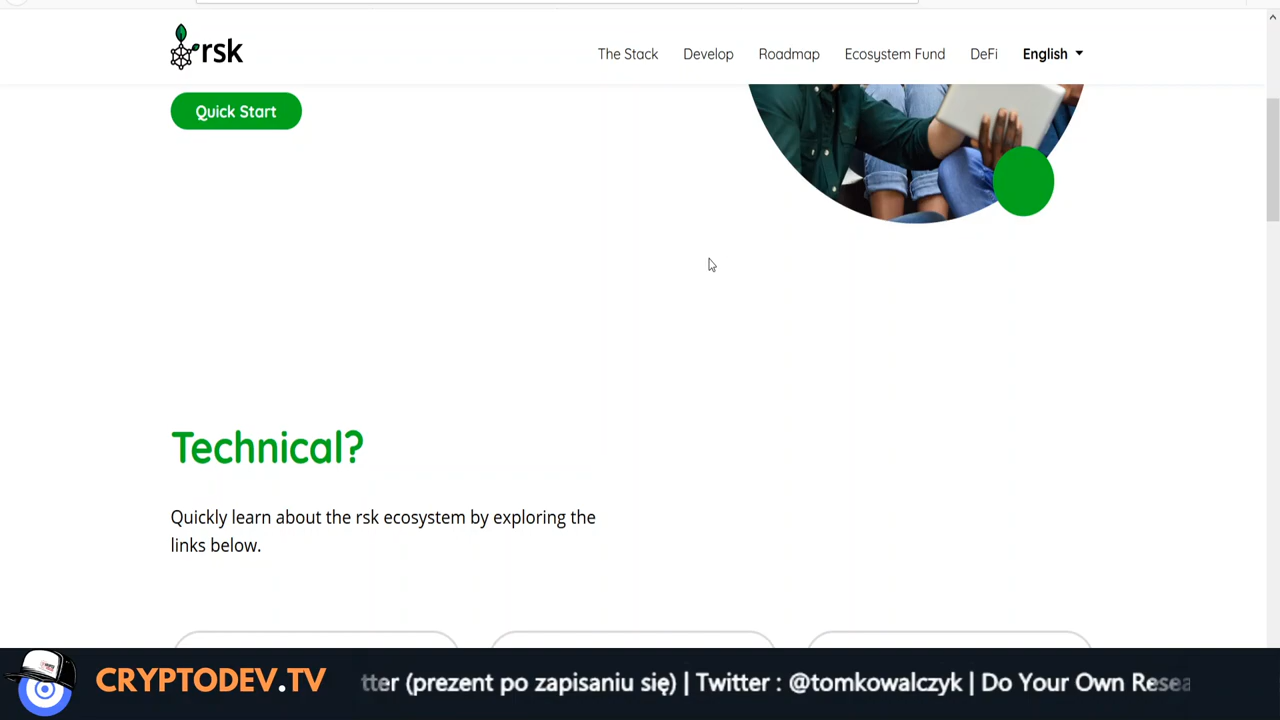 rsk
The Stack Develop Roadmap Ecosystem Fund DeFi English
Quick Start
Technical?
Quickly learn about the rsk ecosystem by exploring the
links below.
CRYPTODEV.TV
(prezent po zapisaniu się) | Twitter : @tomkowalczyk | Do Your Own